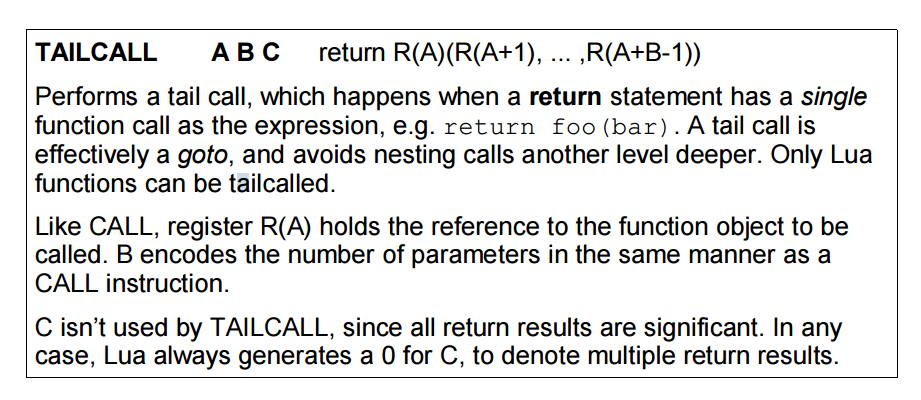 TAILCALL A B C return R(A)(R(A+1), ... ,R(A+B-1))
Performs a tail call, which happens when a return statement has a single
function call as the expression, e.g. return foo(bar). A tail call is
effectively a goto, and avoids nesting calls another level deeper. Only Lua
functions can be tailcalled.
Like CALL, register R(A) holds the reference to the function object to be
called. B encodes the number of parameters in the same manner as a
CALL instruction.
C isn’t used by TAILCALL, since all return results are significant. In any
case, Lua always generates a 0 for C, to denote multiple return results.